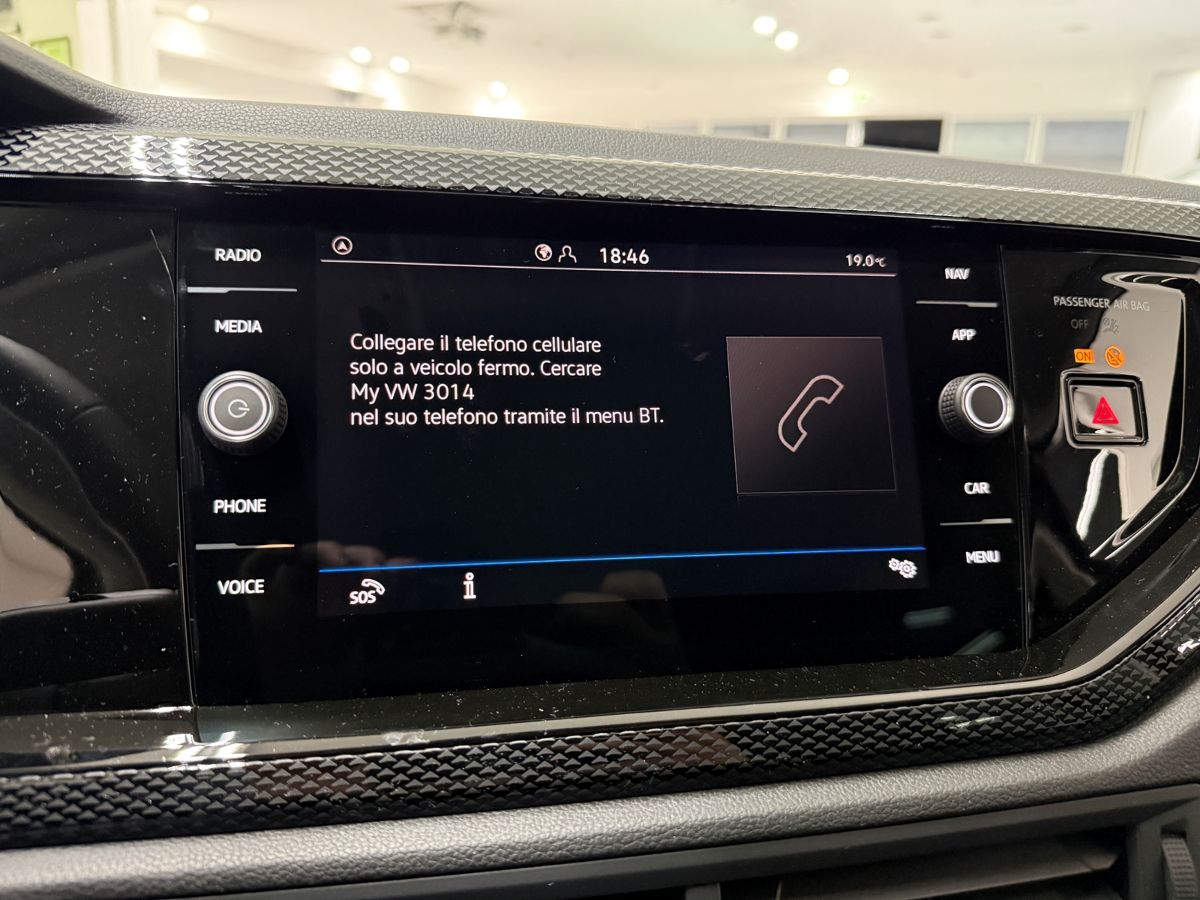 RADIO
MEDIA
PHONE
VOICE
18:46
19.0°C
Collegare il telefono cellulare
solo a veicolo fermo. Cercare
My VW 3014
nel suo telefono tramite il menu BT.
SOS
i
NAV
APP
CAR
MENU
PASSENGER AIR BAG
OFF
ON